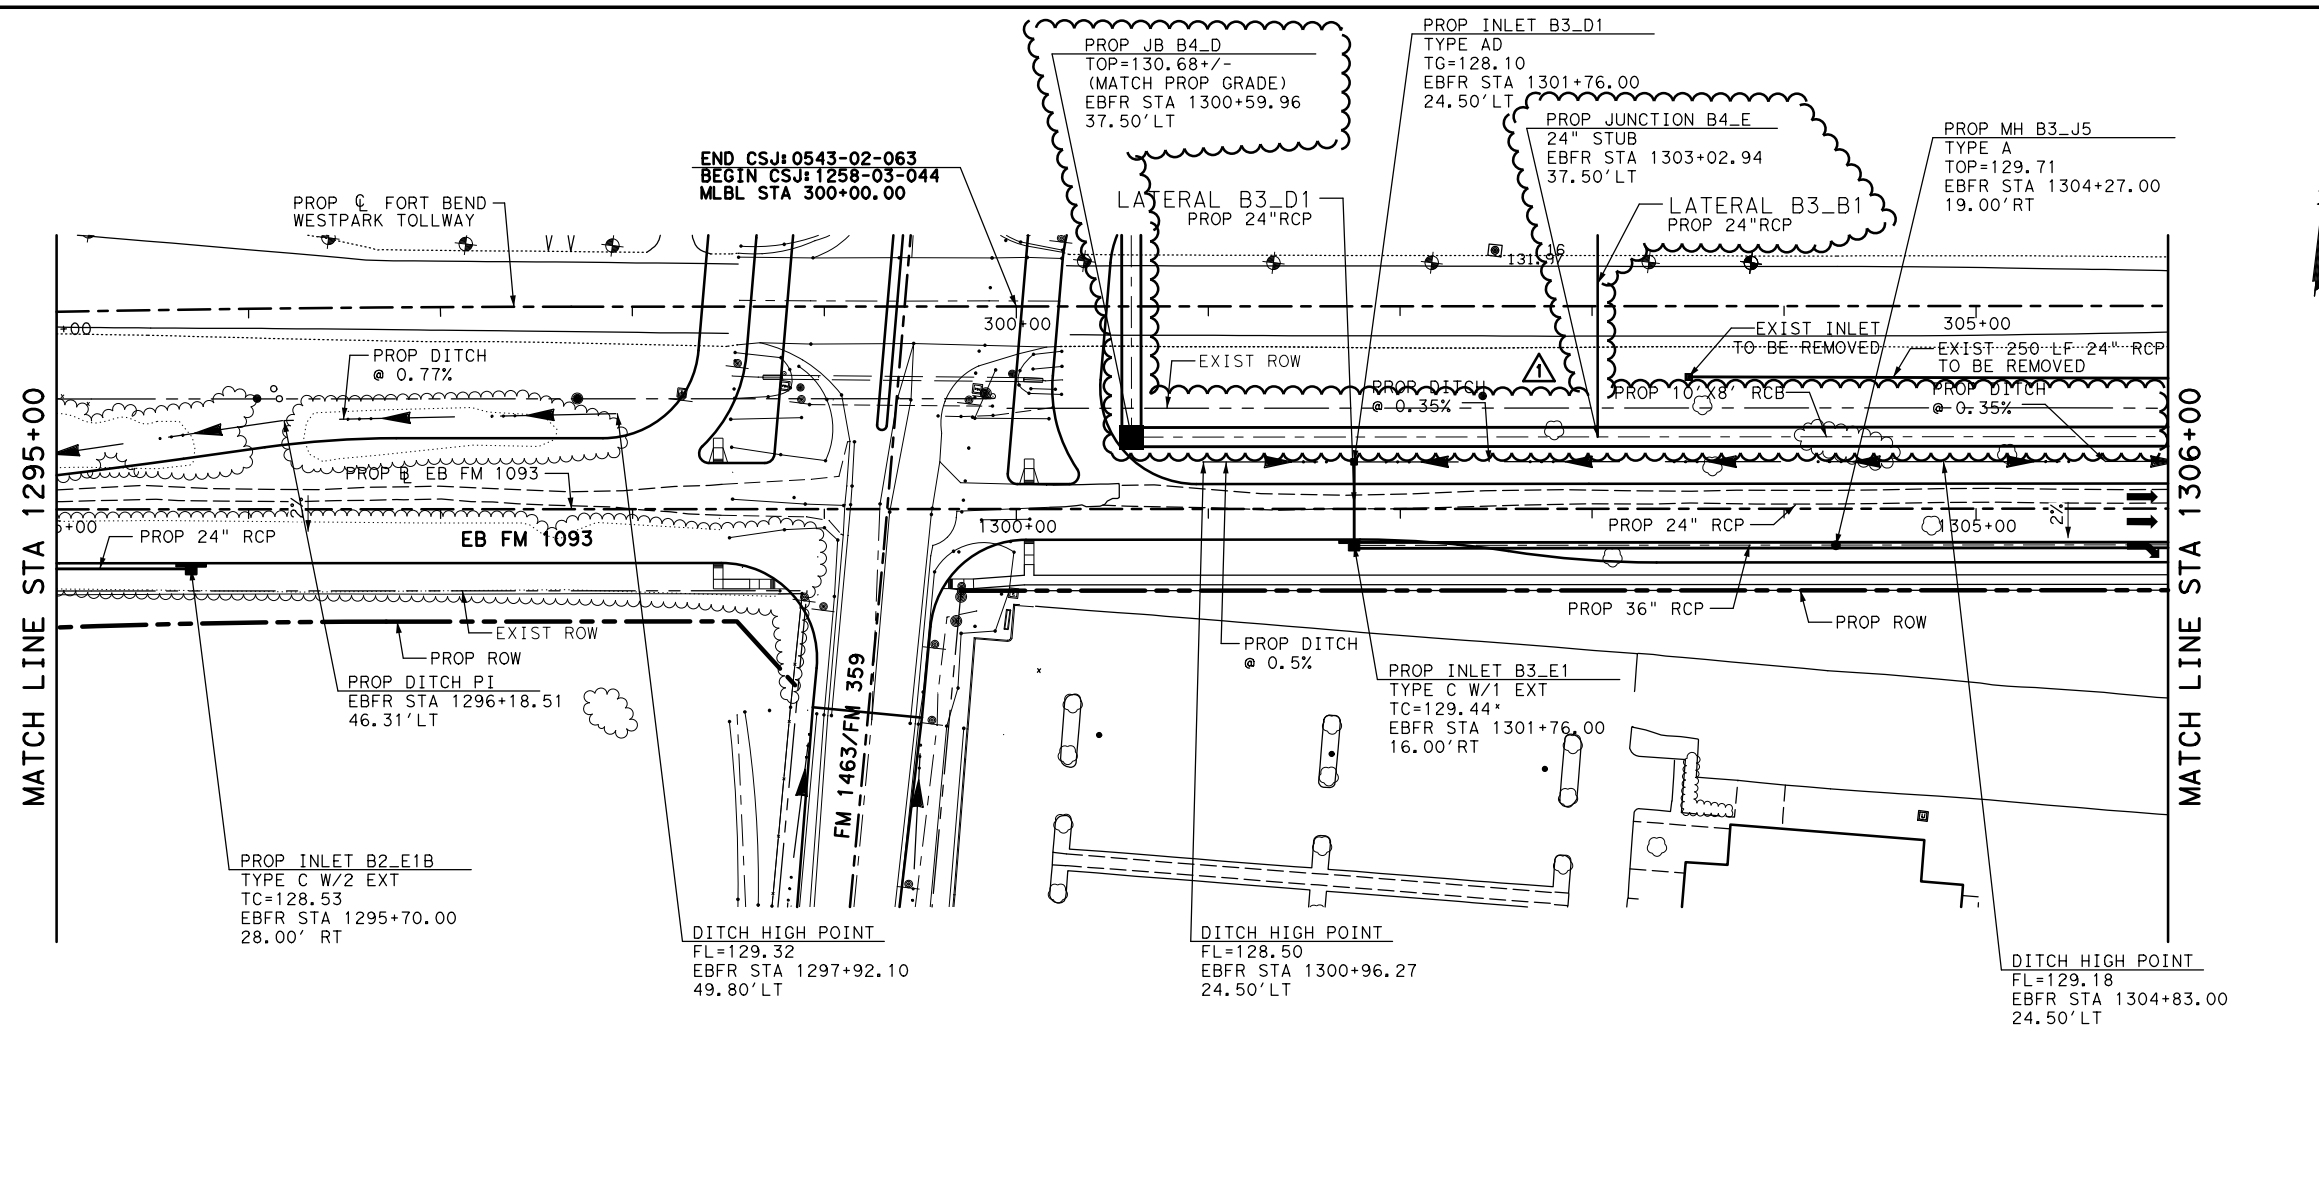 PROP JB B4_D
TOP=130.68+/-
(MATCH PROP GRADE)
EBFR STA 1300+59.96
37.50'LT
PROP INLET B3_D1
TYPE AD
TG=128.10
EBFR STA 1301+76.00
24.50'LT
PROP JUNCTION B4_E
24" STUB
EBFR STA 1303+02.94
37.50'LT
PROP MH B3_J5
TYPE A
TOP=129.71
EBFR STA 1304+27.00
19.00'RT
END CSJ:0543-02-063
BEGIN CSJ:1258-03-044
MLBL STA 300+00.00
PROP ℄ FORT BEND
WESTPARK TOLLWAY
LATERAL B3_D1
PROP 24"RCP
LATERAL B3_B1
PROP 24"RCP
16
131.97
+00
300+00
305+00
PROP DITCH
@ 0.77%
EXIST ROW
1
EXIST INLET
TO BE REMOVED
EXIST 250 LF 24" RCP
TO BE REMOVED
PROP DITCH
@ 0.35%
PROP 10'X8' RCB
PROP DITCH
@ 0.35%
MATCH LINE STA 1295+00
MATCH LINE STA 1306+00
PROP B EB FM 1093
2%
5+00
PROP 24" RCP
EB FM 1093
1300+00
PROP 24" RCP
1305+00
2%
PROP 36" RCP
PROP ROW
EXIST ROW
PROP ROW
PROP DITCH
@ 0.5%
PROP DITCH PI
EBFR STA 1296+18.51
46.31'LT
FM 1463/FM 359
PROP INLET B3_E1
TYPE C W/1 EXT
TC=129.44*
EBFR STA 1301+76.00
16.00'RT
PROP INLET B2_E1B
TYPE C W/2 EXT
TC=128.53
EBFR STA 1295+70.00
28.00' RT
DITCH HIGH POINT
FL=129.32
EBFR STA 1297+92.10
49.80'LT
DITCH HIGH POINT
FL=128.50
EBFR STA 1300+96.27
24.50'LT
DITCH HIGH POINT
FL=129.18
EBFR STA 1304+83.00
24.50'LT